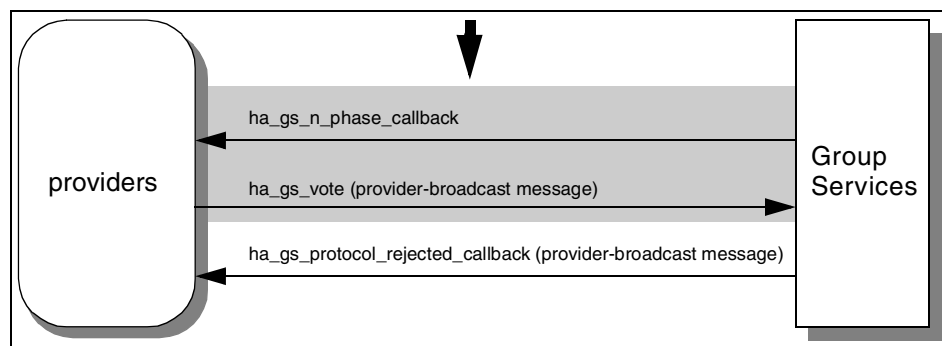 ha_gs_n_phase_callback
providers
Group
Services
ha_gs_vote (provider-broadcast message)
ha_gs_protocol_rejected_callback (provider-broadcast message)